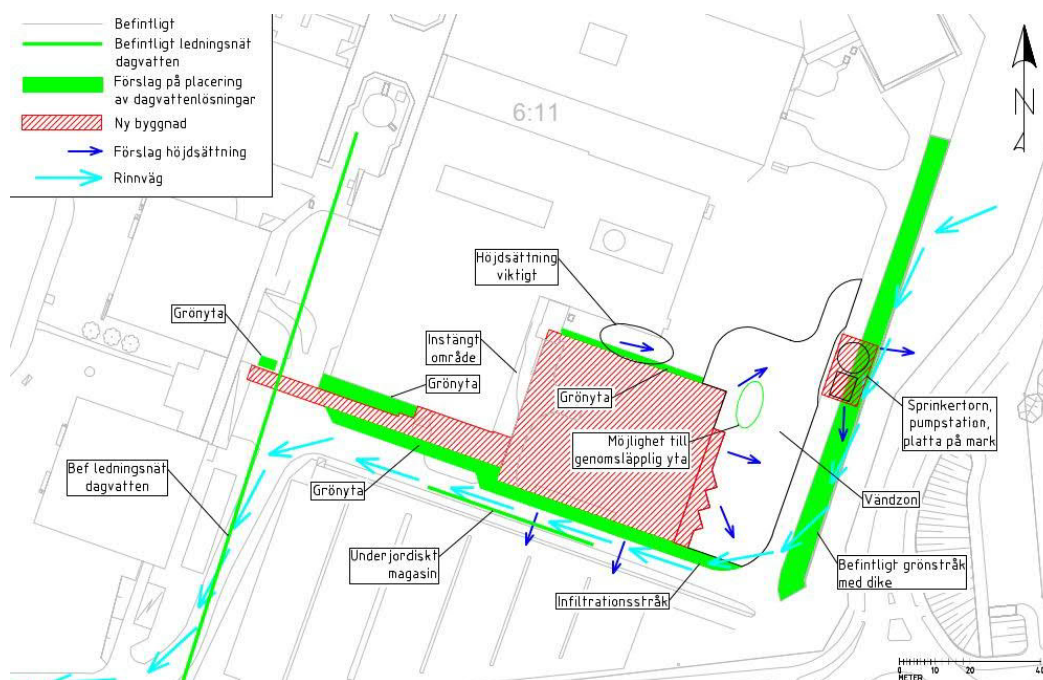 Befintligt
Befintligt ledningsnät
dagvatten
Förslag på placering
av dagvattenlösningar
Ny byggnad
Förslag höjdsättning
Rinnväg
6:11
N
Höjdsättning
viktigt
Grönyta
Instängt
område
Grönyta
Grönyta
Möjlighet till
genomsläpplig yta
Sprinkertorn,
pumpstation,
platta på mark
Bef ledningsnät
dagvatten
Grönyta
Vändzon
Underjordiskt
magasin
Befintligt grönstråk
med dike
Infiltrationsstråk
0 10 20 40
METER